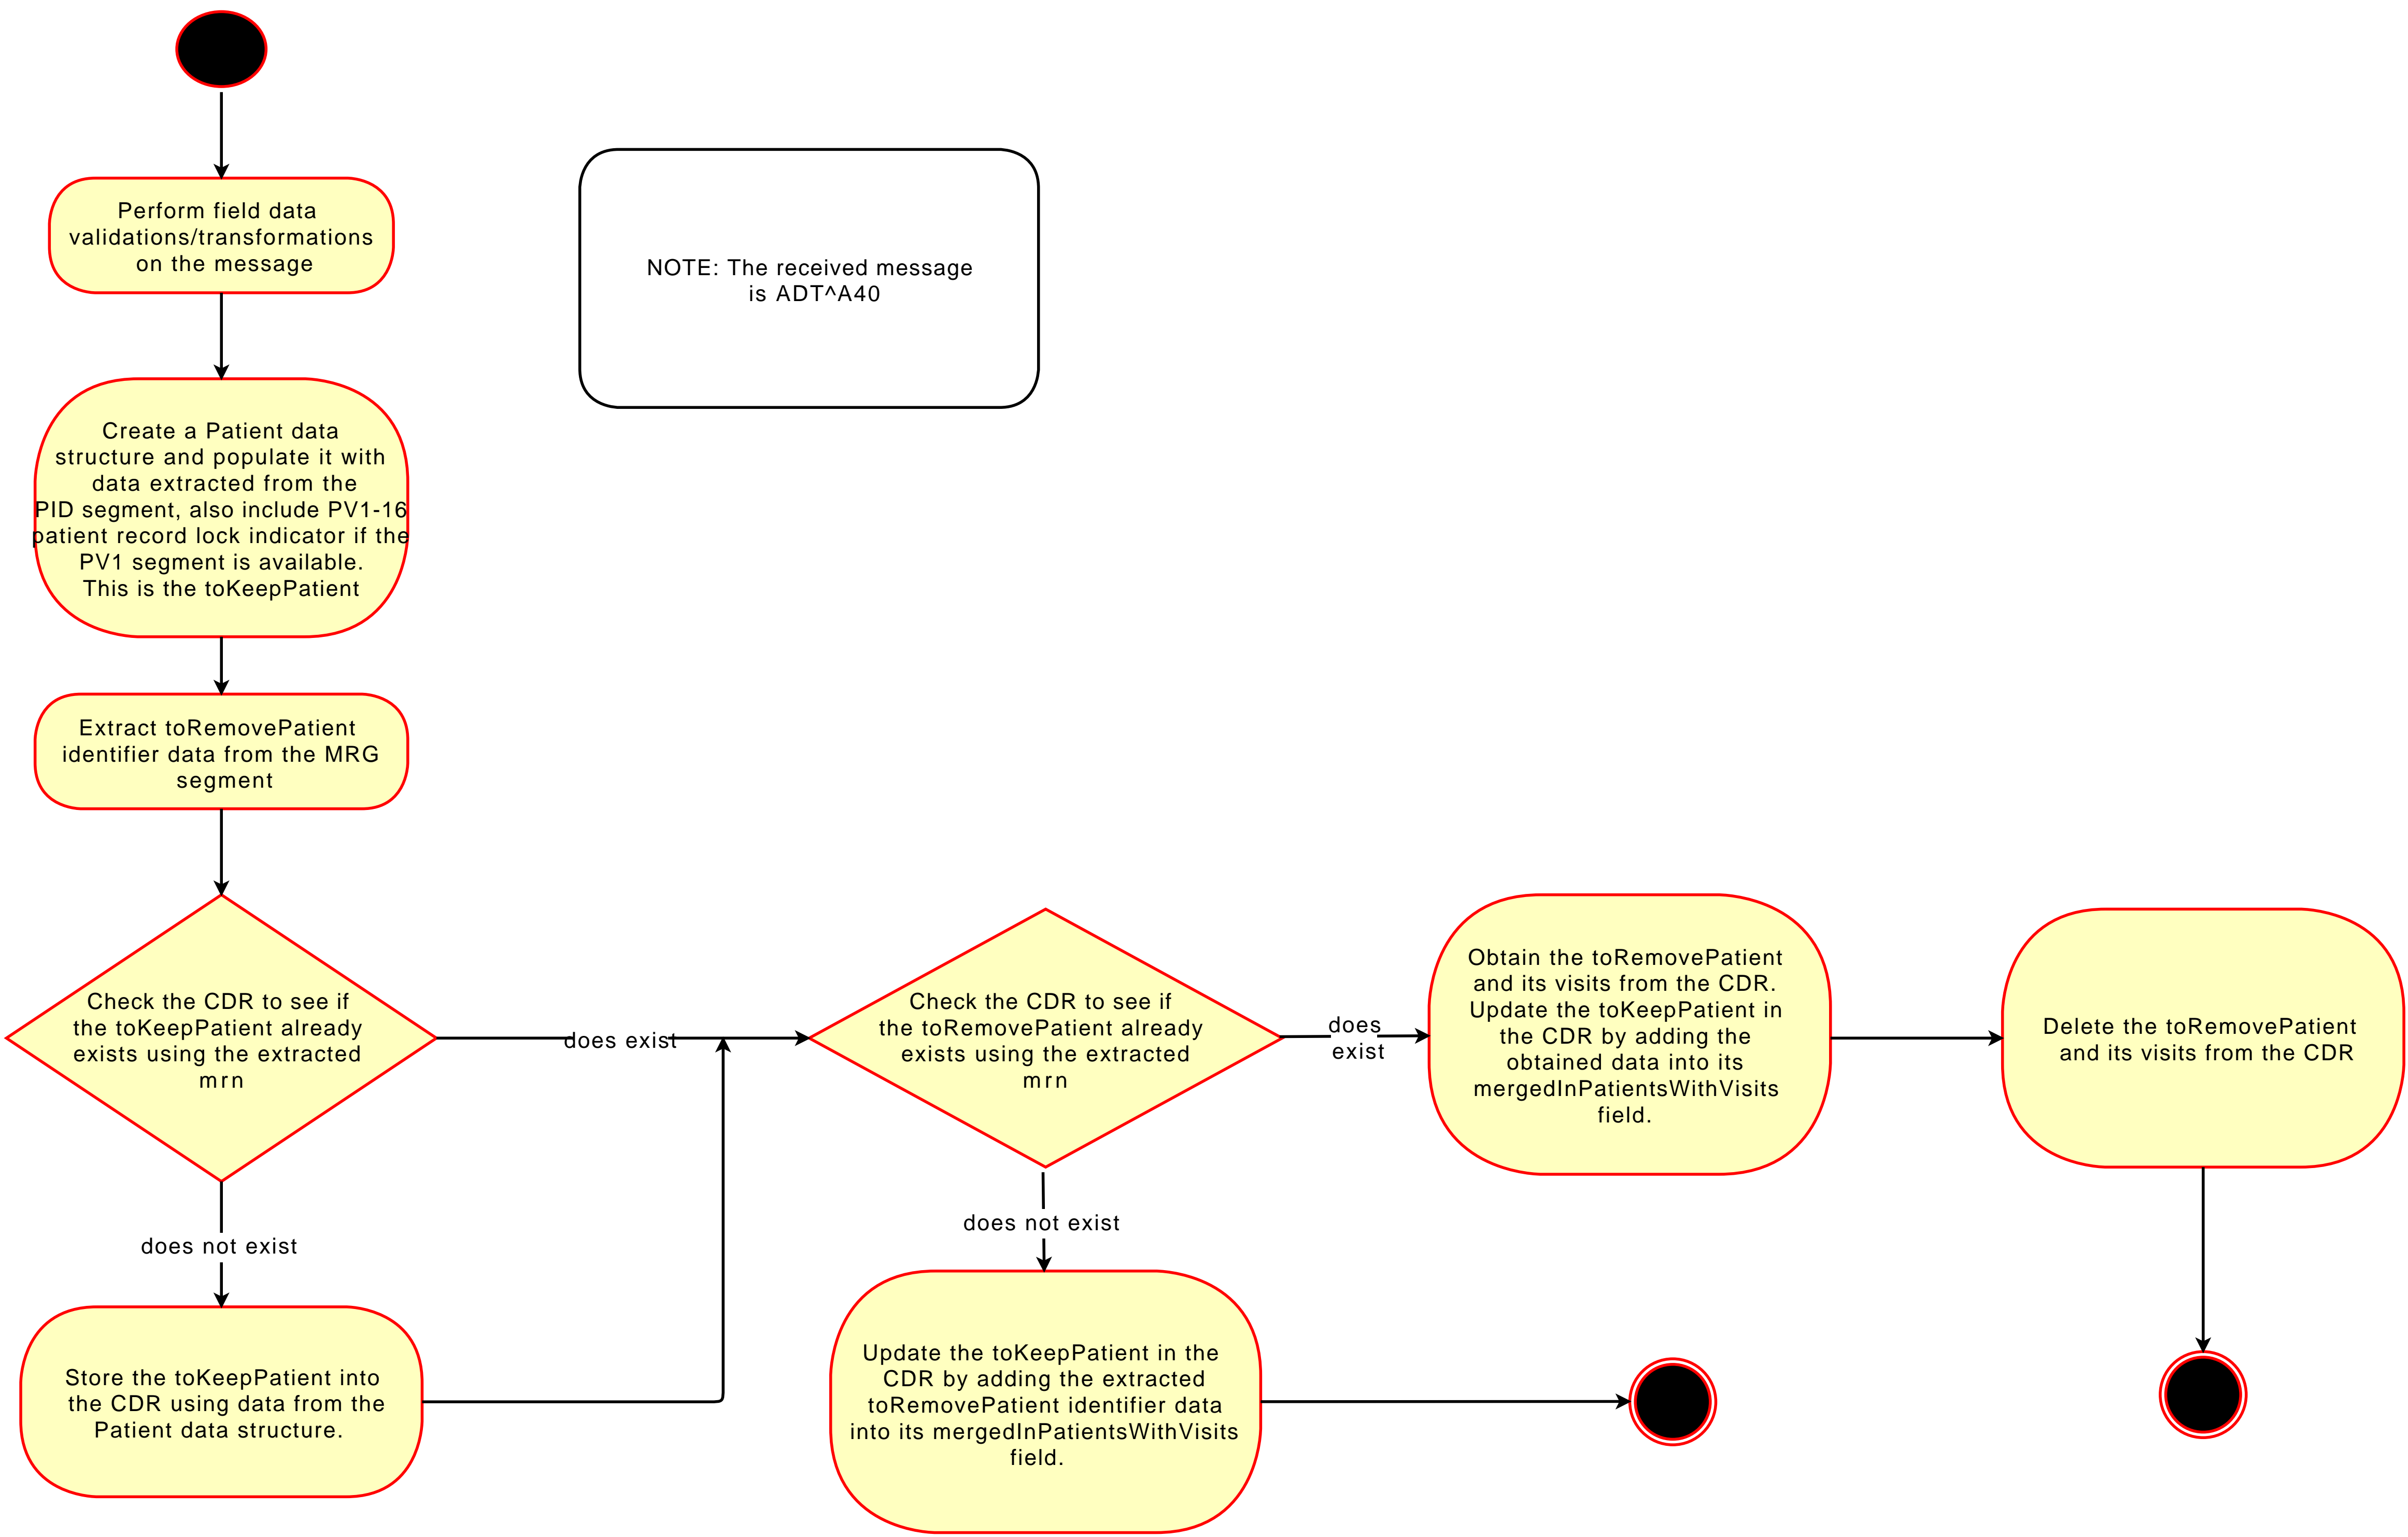 Perform field data
validations/transformations
on the message
NOTE: The received message
is ADT^A40
Create a Patient data
structure and populate it with
data extracted from the
PID segment, also include PV1-16
patient record lock indicator if the
PV1 segment is available.
This is the toKeepPatient
Extract toRemovePatient
identifier data from the MRG
segment
Check the CDR to see if
the toKeepPatient already
exists using the extracted
mrn
does exist
Check the CDR to see if
the toRemovePatient already
exists using the extracted
mrn
does
exist
Obtain the toRemovePatient
and its visits from the CDR.
Update the toKeepPatient in
the CDR by adding the
obtained data into its
mergedInPatientsWithVisits
field.
Delete the toRemovePatient
and its visits from the CDR
does not exist
does not exist
Store the toKeepPatient into
the CDR using data from the
Patient data structure.
Update the toKeepPatient in the
CDR by adding the extracted
toRemovePatient identifier data
into its mergedInPatientsWithVisits
field.